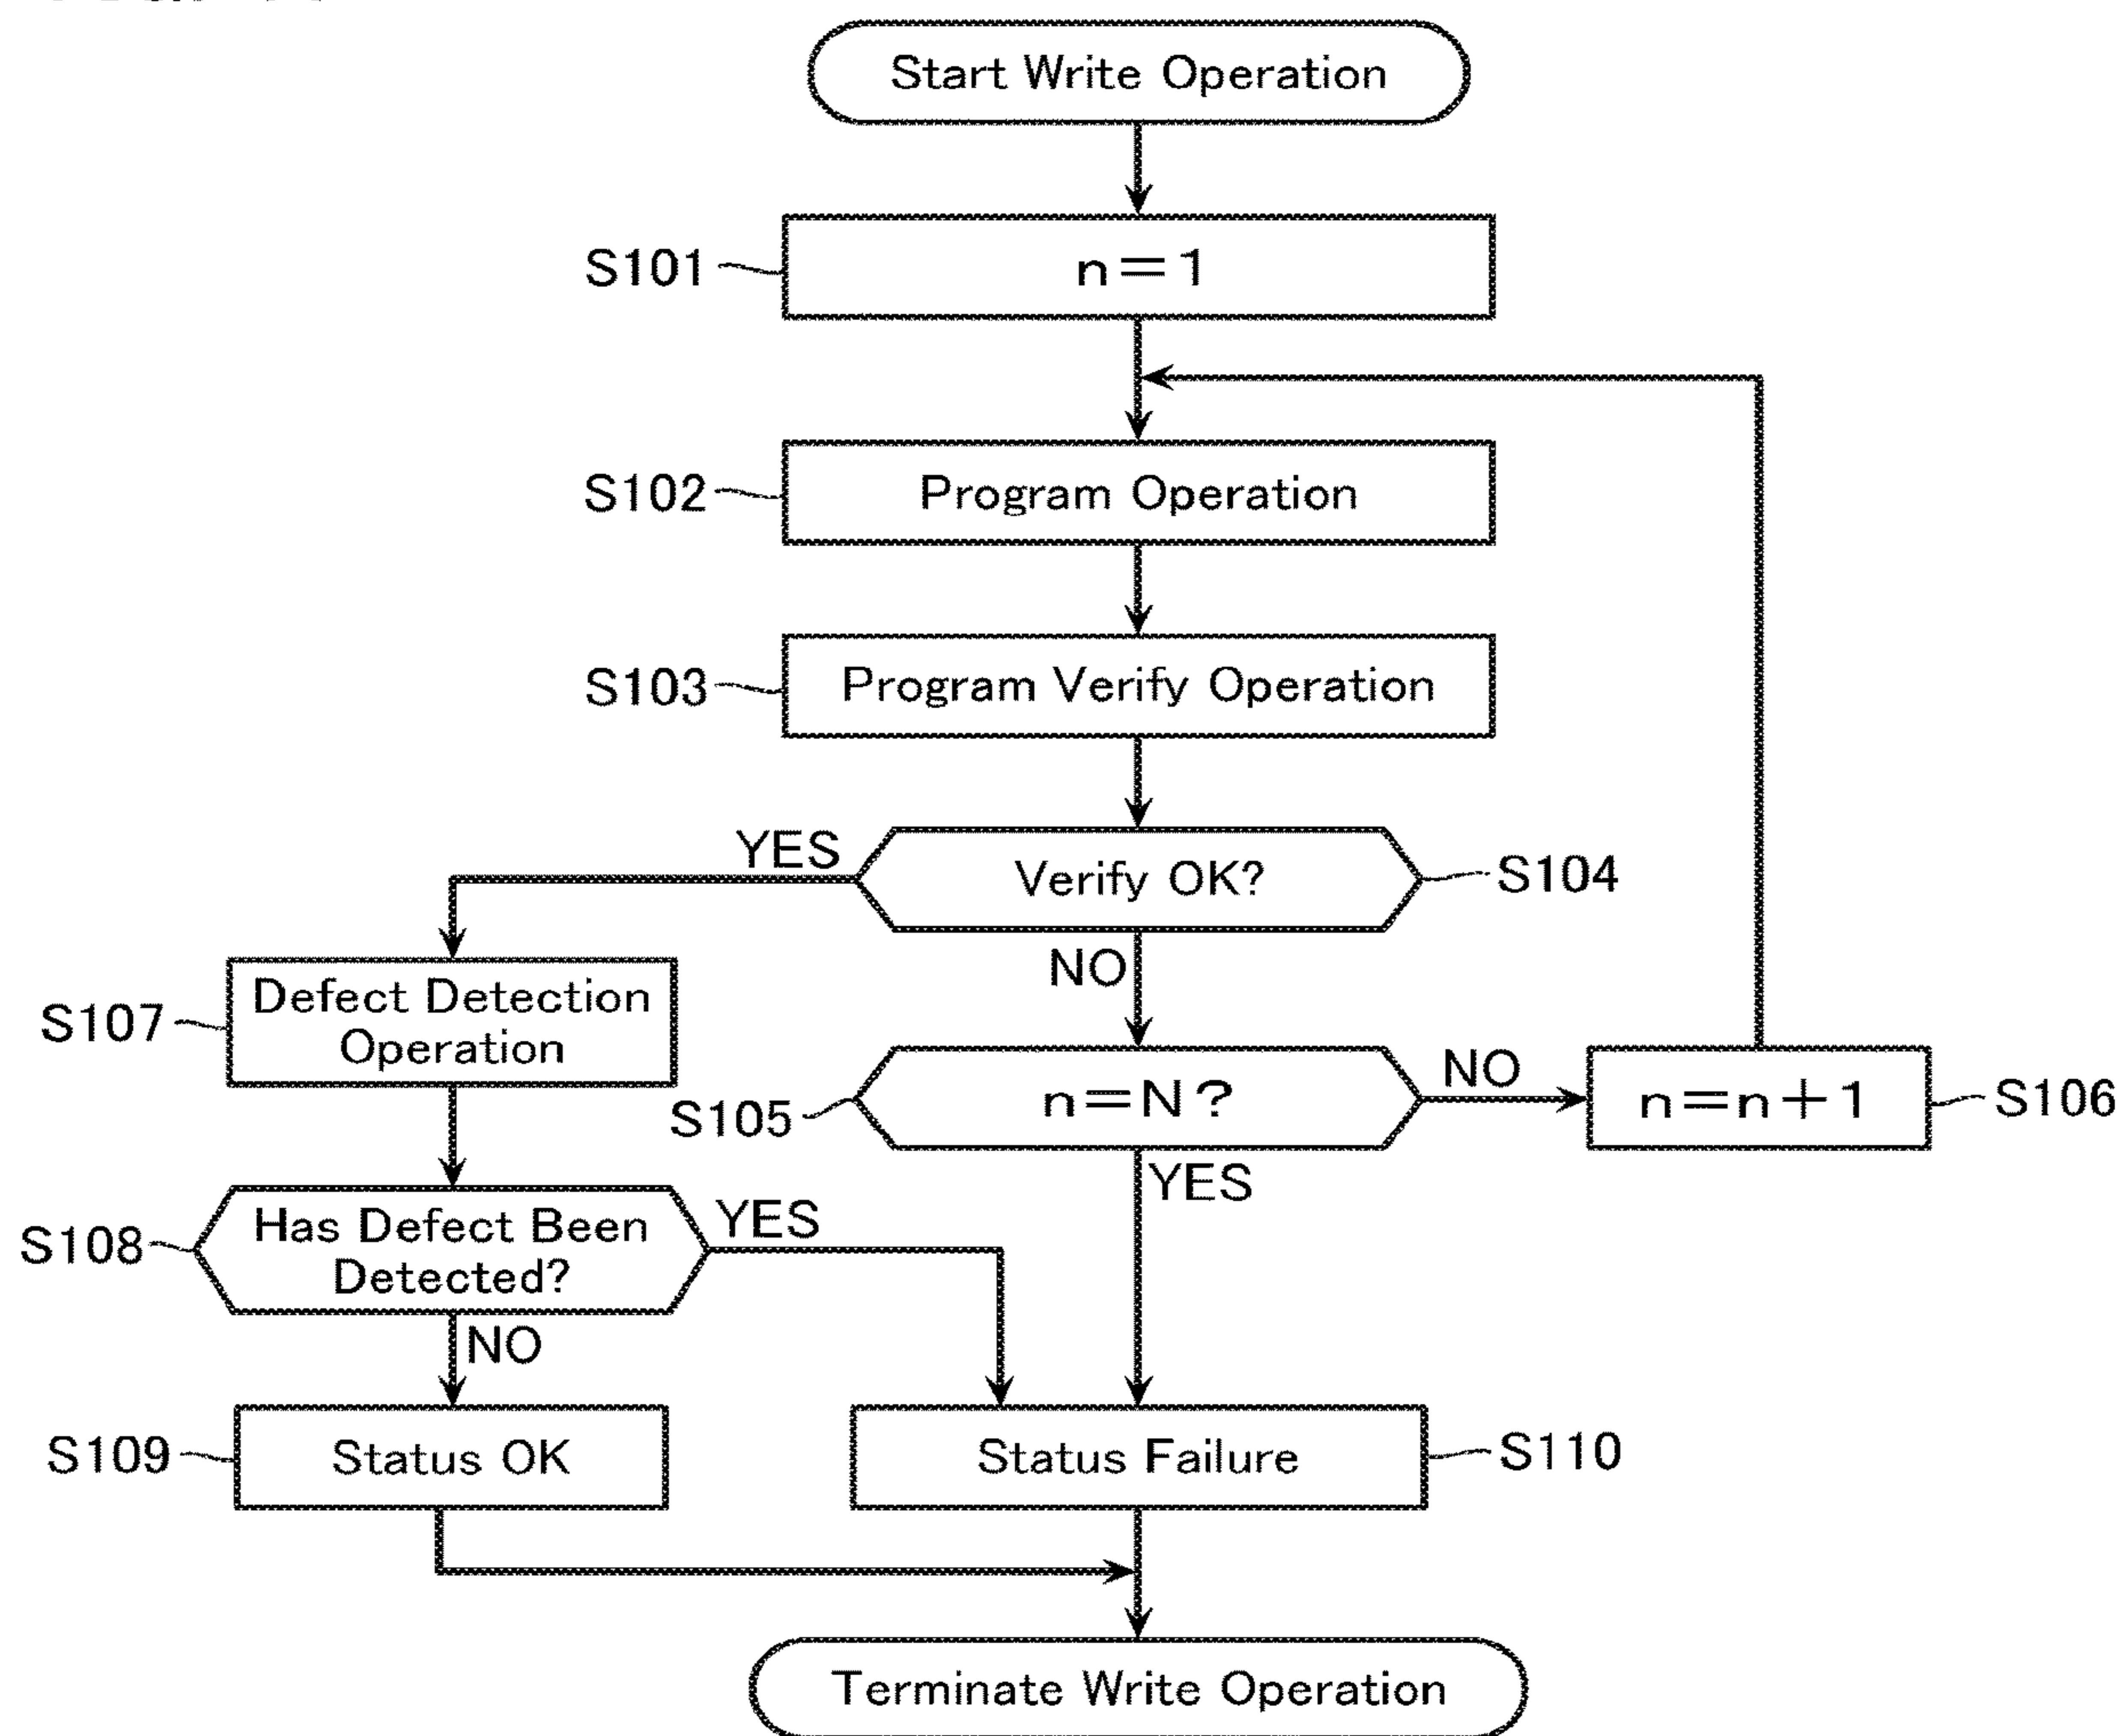 Start Write Operation
S101
n=1
S102
Program Operation
S103
Program Verify Operation
YES
Verify OK?
S104
NO
S107
Defect Detection
Operation
S105
n=N?
NO
n=n+1
S106
YES
S108
Has Defect Been
Detected?
YES
NO
S109
Status OK
Status Failure
S110
Terminate Write Operation